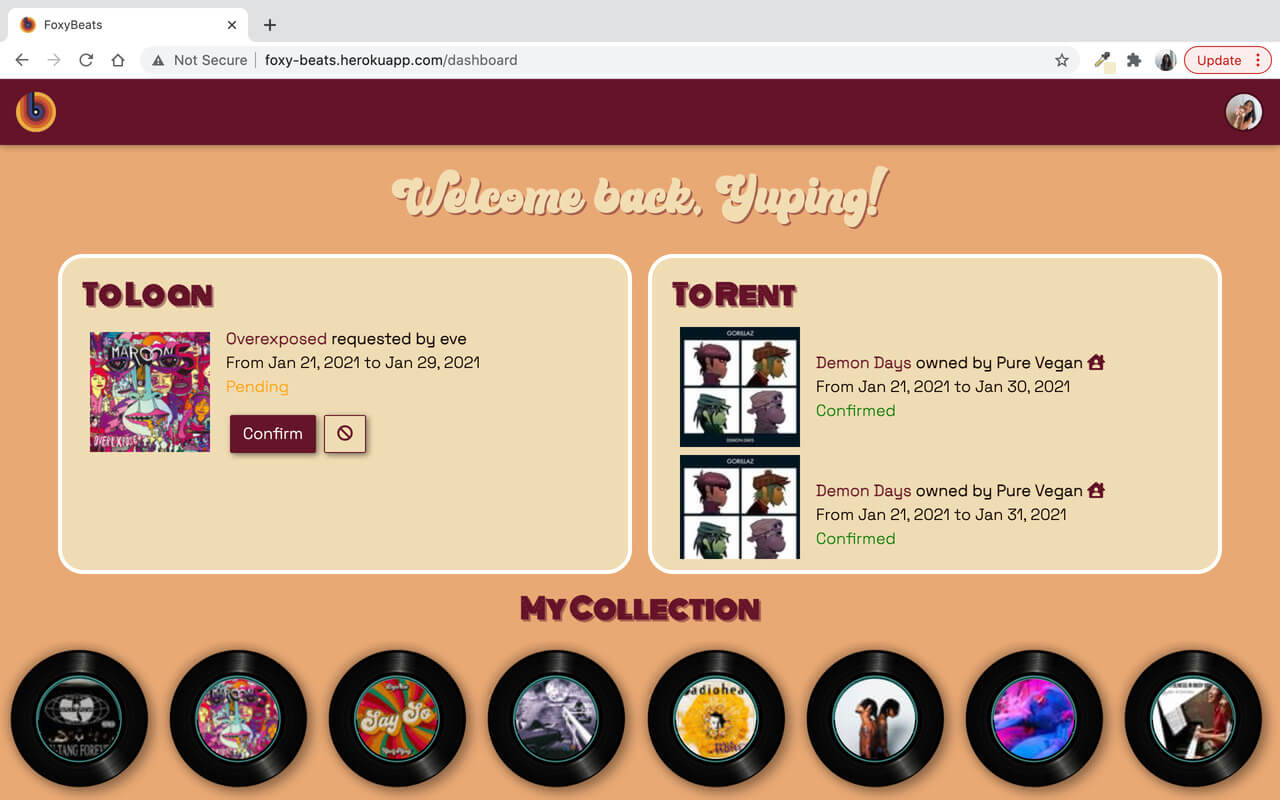 FoxyBeats
Not Secure
foxy-beats.herokuapp.com/dashboard
Update
b
Welcome back, Yuping!
To Loan
MAROON 5
OVEREXPOSED
Overexposed requested by eve
From Jan 21, 2021 to Jan 29, 2021
Pending
Confirm
To Rent
GORILLAZ
DEMON DAYS
Demon Days owned by Pure Vegan
From Jan 21, 2021 to Jan 30, 2021
Confirmed
GORILLAZ
Demon Days owned by Pure Vegan
From Jan 21, 2021 to Jan 31, 2021
Confirmed
My Collection
U-TANG FOREVE
MAROON
Say So
adiohea